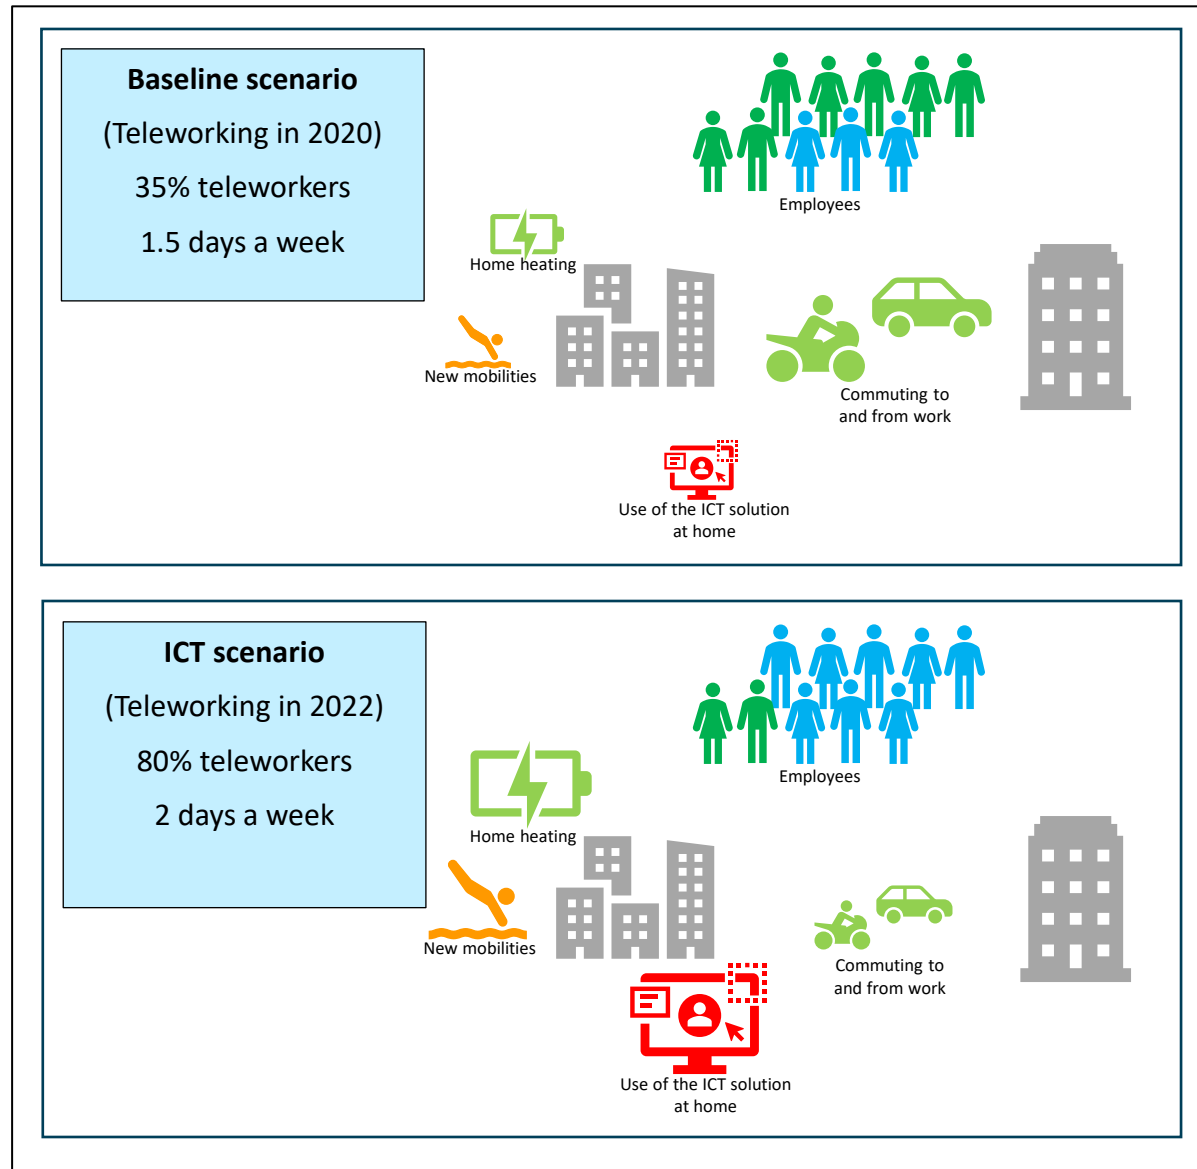 Baseline scenario
(Teleworking in 2020)
35% teleworkers
1.5 days a week
Employees
Home heating
New mobilities
Commuting to
and from work
Use of the ICT solution
at home
ICT scenario
(Teleworking in 2022)
80% teleworkers
2 days a week
Employees
Home heating
New mobilities
Commuting to
and from work
Use of the ICT solution
at home